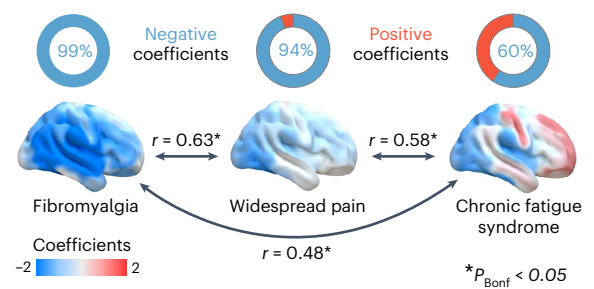 99%
Negative
coefficients
94%
Positive
coefficients
60%
r = 0.63*
r = 0.58*
Fibromyalgia
Widespread pain
Chronic fatigue
syndrome
r = 0.48*
Coefficients
−2 2
*PBonf < 0.05